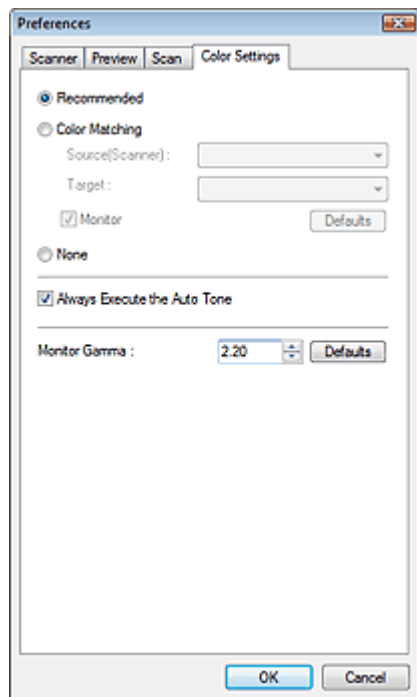 Preferences
Scanner Preview Scan Color Settings
Recommended
Color Matching
Source(Scanner) :
Target :
Monitor Defaults
None
Always Execute the Auto Tone
Monitor Gamma : 2.20 Defaults
OK Cancel